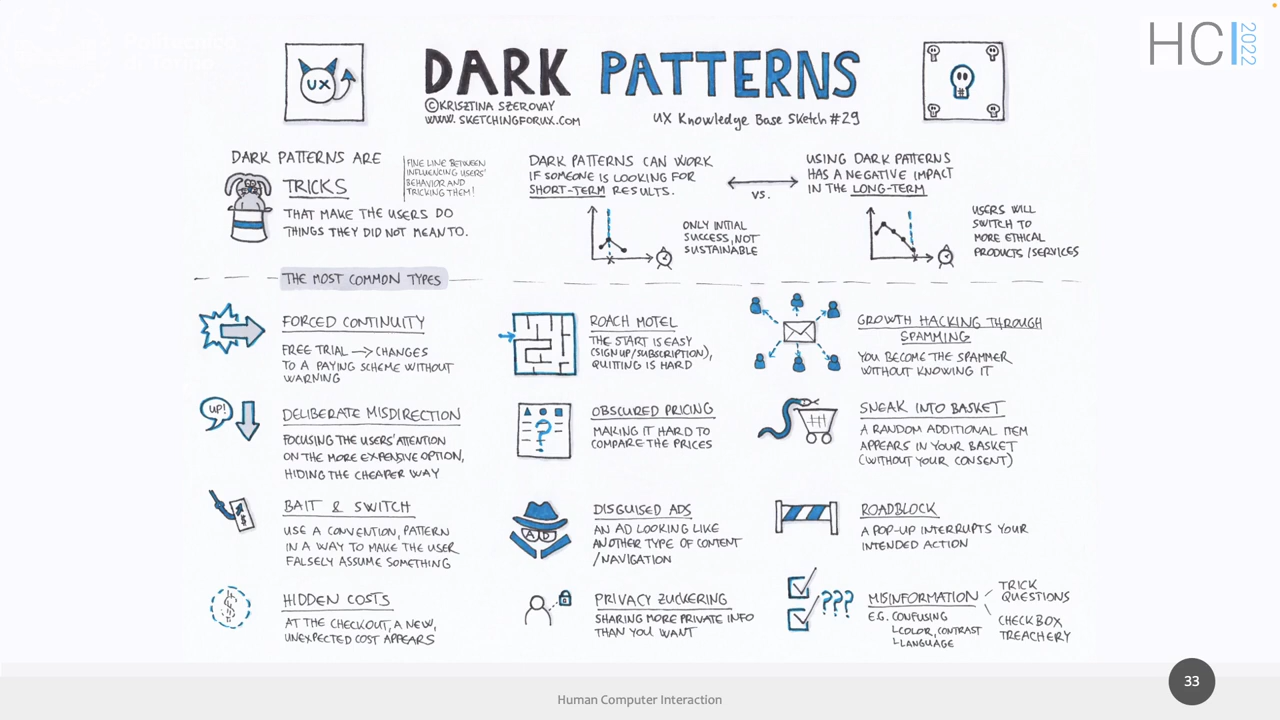 HCI 2022
UX
DARK PATTERNS
©KRISZTINA SZEROVAY
WWW.SKETCHINGFORUX.COM
UX Knowledge Base Sketch #29
DARK PATTERNS ARE
TRICKS
THAT MAKE THE USERS DO
THINGS THEY DID NOT MEAN TO.
FINE LINE BETWEEN
INFLUENCING USERS'
BEHAVIOR AND
TRICKING THEM!
DARK PATTERNS CAN WORK
IF SOMEONE IS LOOKING FOR
SHORT-TERM RESULTS.
ONLY INITIAL
SUCCESS, NOT
SUSTAINABLE
VS.
USING DARK PATTERNS
HAS A NEGATIVE IMPACT
IN THE LONG-TERM
USERS WILL
SWITCH TO
MORE ETHICAL
PRODUCTS/SERVICES
THE MOST COMMON TYPES
FORCED CONTINUITY
FREE TRIAL → CHANGES
TO A PAYING SCHEME WITHOUT
WARNING
ROACH MOTEL
THE START IS EASY
(SIGNUP/SUBSCRIPTION),
QUITTING IS HARD
GROWTH HACKING THROUGH
SPAMMING
YOU BECOME THE SPAMMER
WITHOUT KNOWING IT
UP!
DELIBERATE MISDIRECTION
FOCUSING THE USERS' ATTENTION
ON THE MORE EXPENSIVE OPTION,
HIDING THE CHEAPER WAY
?
OBSCURED PRICING
MAKING IT HARD TO
COMPARE THE PRICES
SNEAK INTO BASKET
A RANDOM ADDITIONAL ITEM
APPEARS IN YOUR BASKET
(WITHOUT YOUR CONSENT)
BAIT & SWITCH
USE A CONVENTION, PATTERN
IN A WAY TO MAKE THE USER
FALSELY ASSUME SOMETHING
AD
DISGUISED ADS
AN AD LOOKING LIKE
ANOTHER TYPE OF CONTENT
/NAVIGATION
ROADBLOCK
A POP-UP INTERRUPTS YOUR
INTENDED ACTION
$
HIDDEN COSTS
AT THE CHECKOUT, A NEW,
UNEXPECTED COST APPEARS
PRIVACY ZUCKERING
SHARING MORE PRIVATE INFO
THAN YOU WANT
???
MISINFORMATION
E.G. CONFUSING
COLOR, CONTRAST
LANGUAGE
TRICK
QUESTIONS
CHECKBOX
TREACHERY
33
Human Computer Interaction